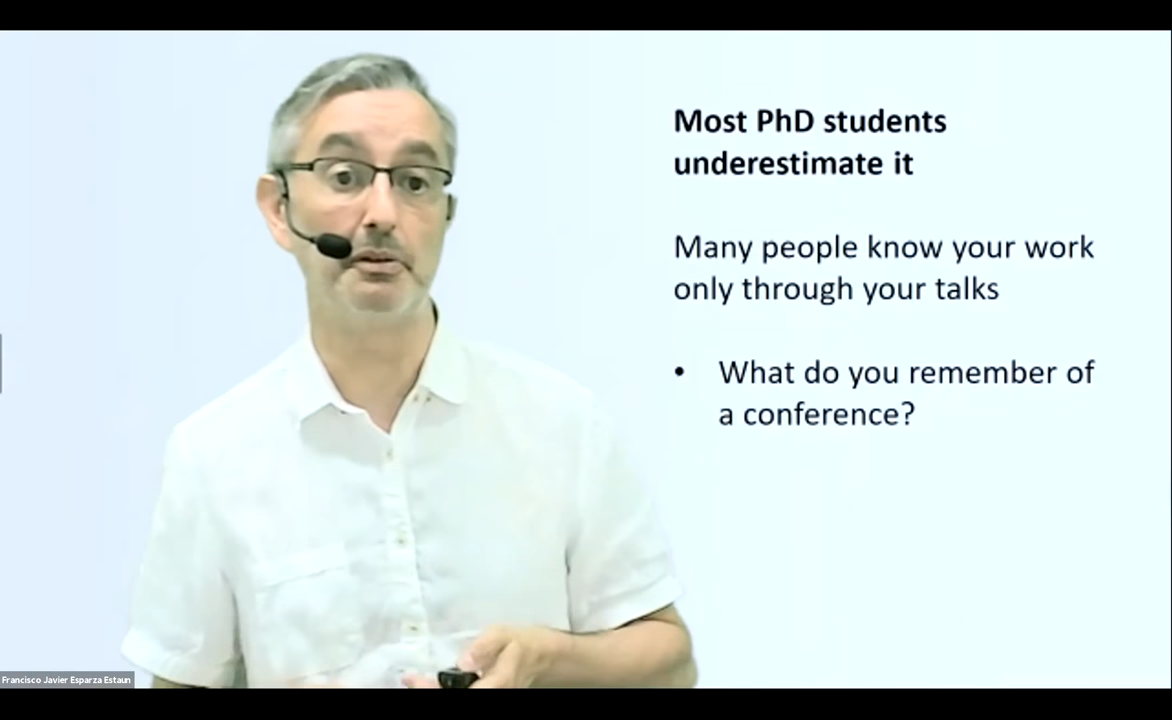 Most PhD students
underestimate it
Many people know your work
only through your talks
• What do you remember of
a conference?
Francisco Javier Esparza Estaun